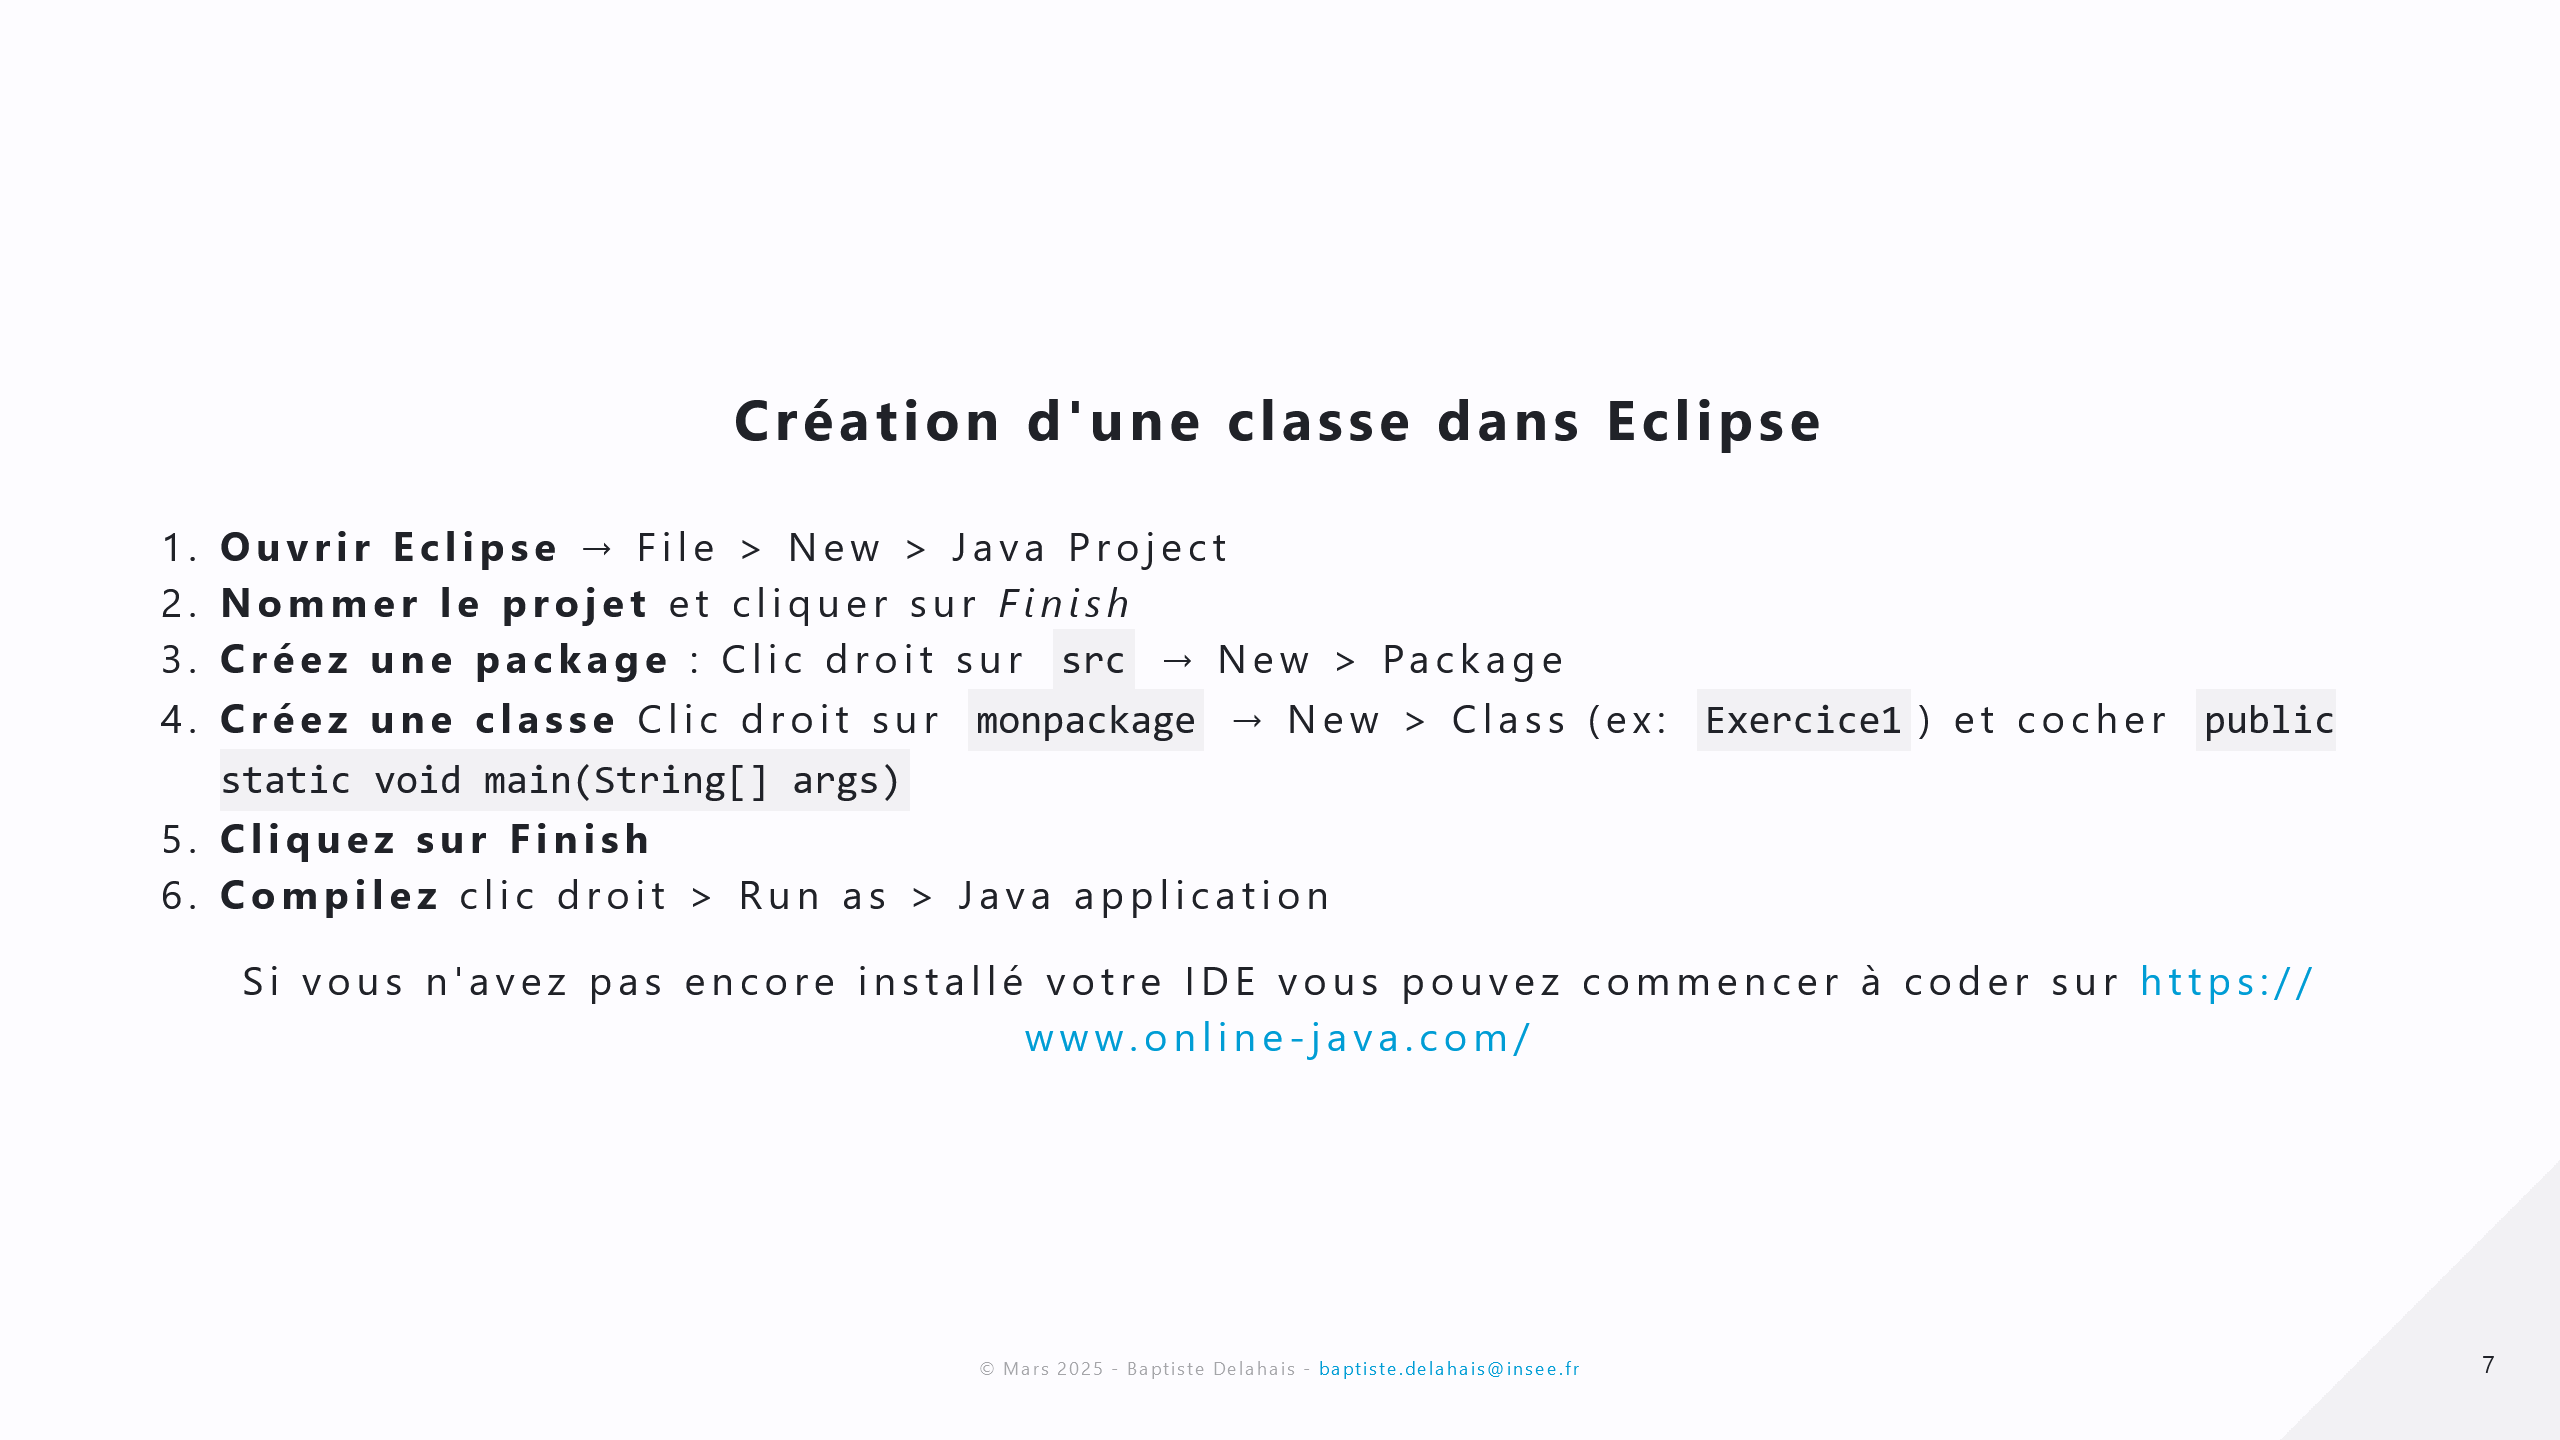 Création d'une classe dans Eclipse
1. Ouvrir Eclipse → File > New > Java Project
2. Nommer le projet et cliquer sur Finish
3. Créez une package : Clic droit sur src → New > Package
4. Créez une classe Clic droit sur monpackage → New > Class (ex: Exercice1) et cocher public
static void main(String[] args)
5. Cliquez sur Finish
6. Compilez clic droit > Run as > Java application
Si vous n'avez pas encore installé votre IDE vous pouvez commencer à coder sur https://
www.online-java.com/
© Mars 2025 - Baptiste Delahais - baptiste.delahais@insee.fr
7